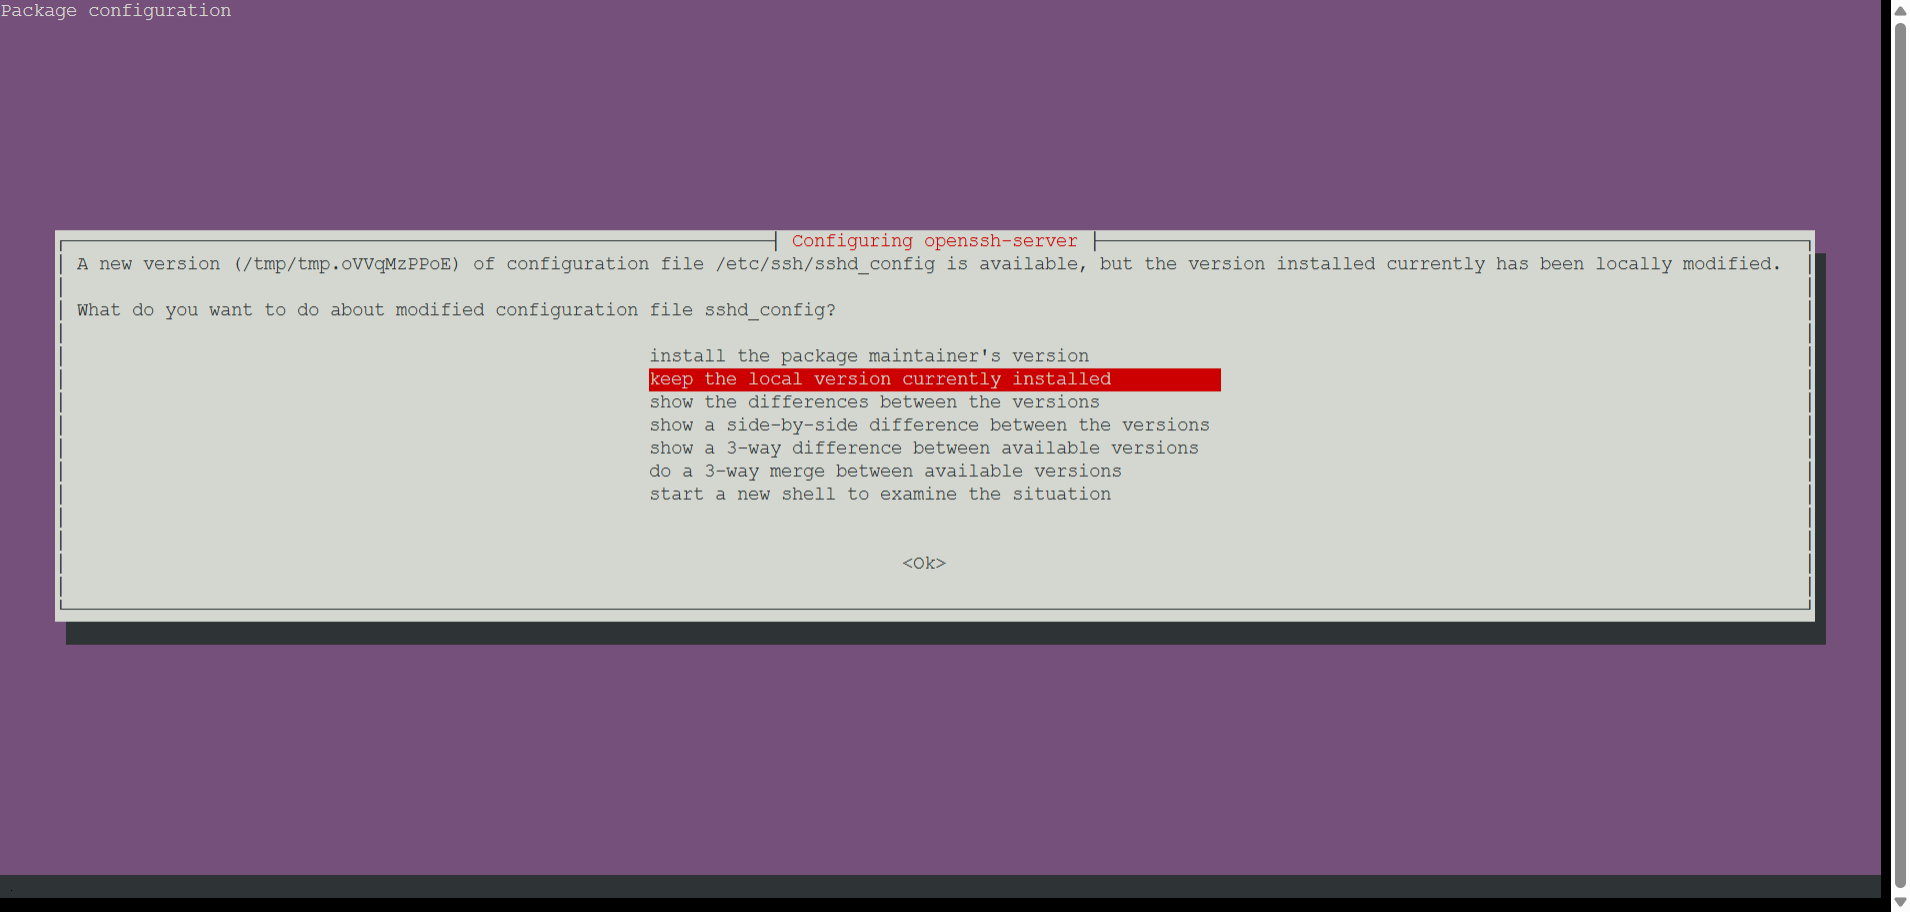 Package configuration
Configuring openssh-server
A new version (/tmp/tmp.oVVqMzPPoE) of configuration file /etc/ssh/sshd_config is available, but the version installed currently has been locally modified.
What do you want to do about modified configuration file sshd_config?
install the package maintainer's version
keep the local version currently installed
show the differences between the versions
show a side-by-side difference between the versions
show a 3-way difference between available versions
do a 3-way merge between available versions
start a new shell to examine the situation
<Ok>